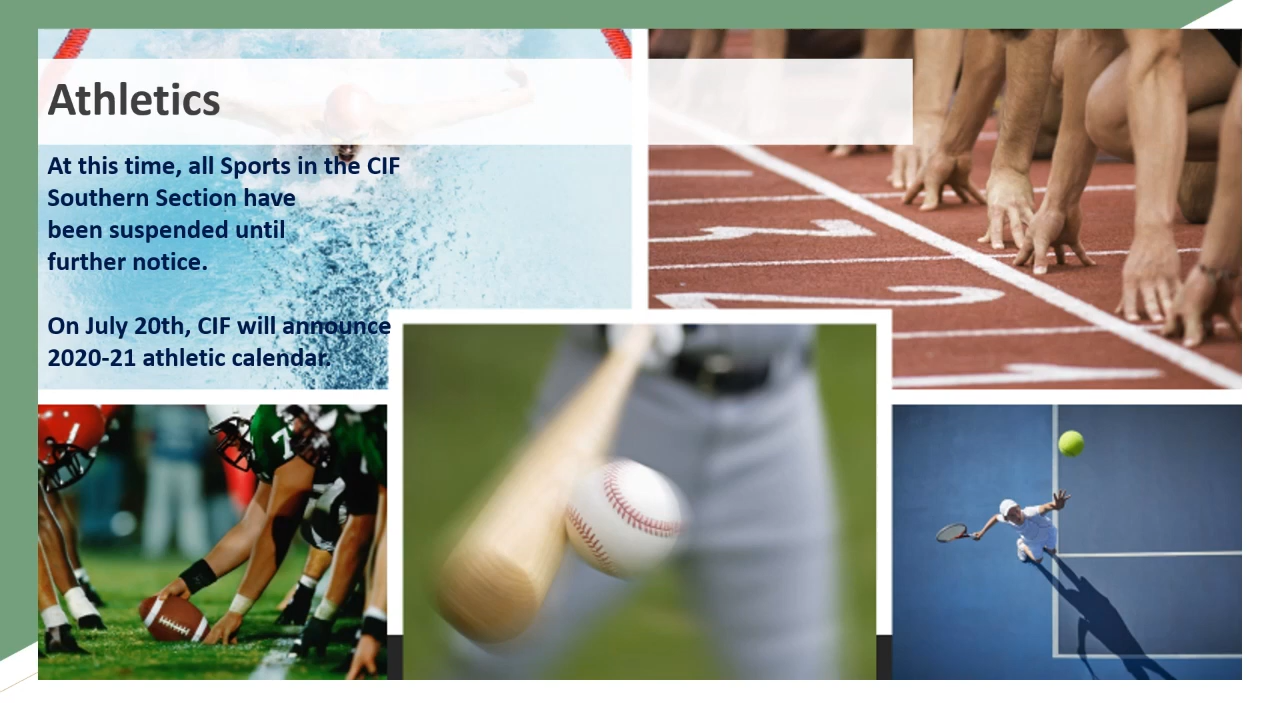 Athletics
At this time, all Sports in the CIF
Southern Section have
been suspended until
further notice.
On July 20th, CIF will announce
2020-21 athletic calendar.
7